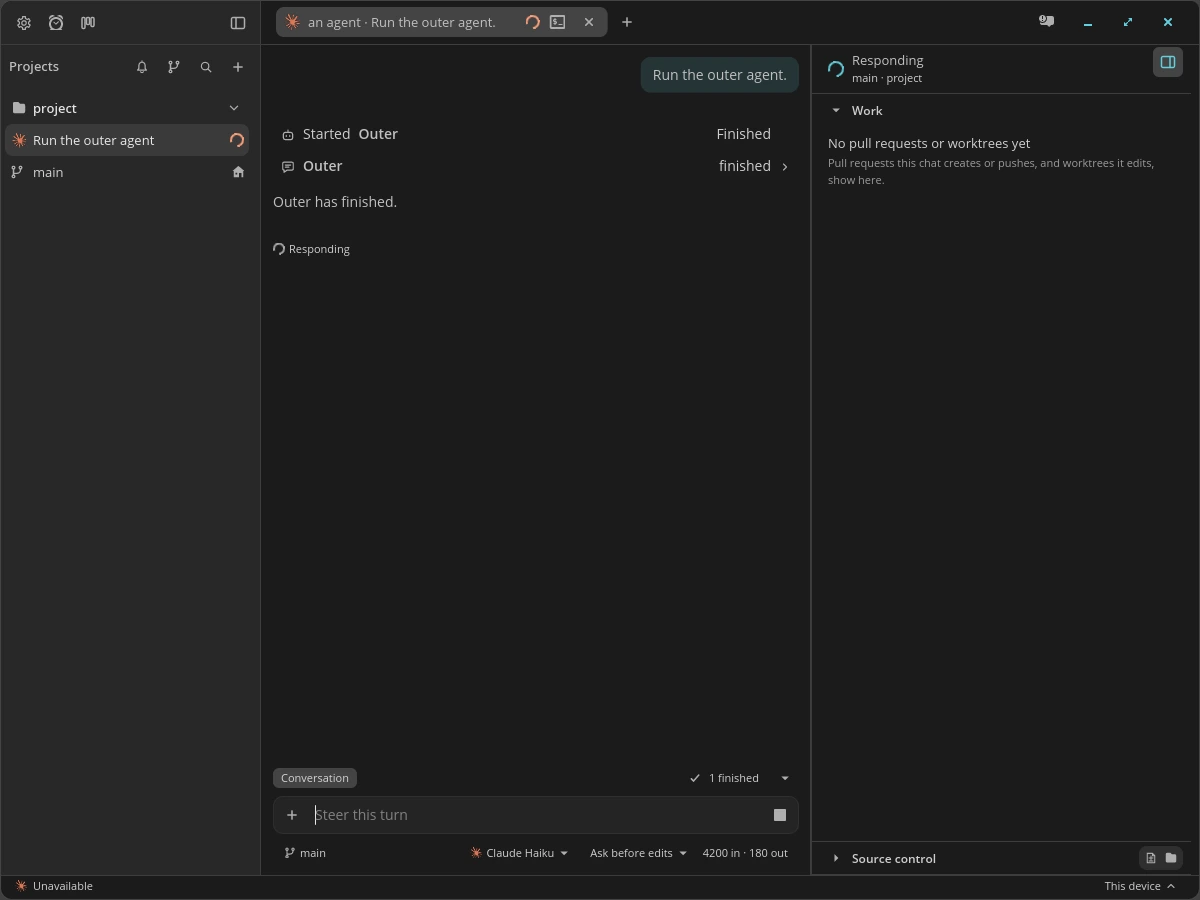 an agent · Run the outer agent.
Projects
project
Run the outer agent
main
Run the outer agent.
Started Outer Finished
Outer finished
Outer has finished.
Responding
Conversation
1 finished
Steer this turn
main Claude Haiku Ask before edits 4200 in · 180 out
Responding
main · project
Work
No pull requests or worktrees yet
Pull requests this chat creates or pushes, and worktrees it edits,
show here.
Source control
Unavailable
This device